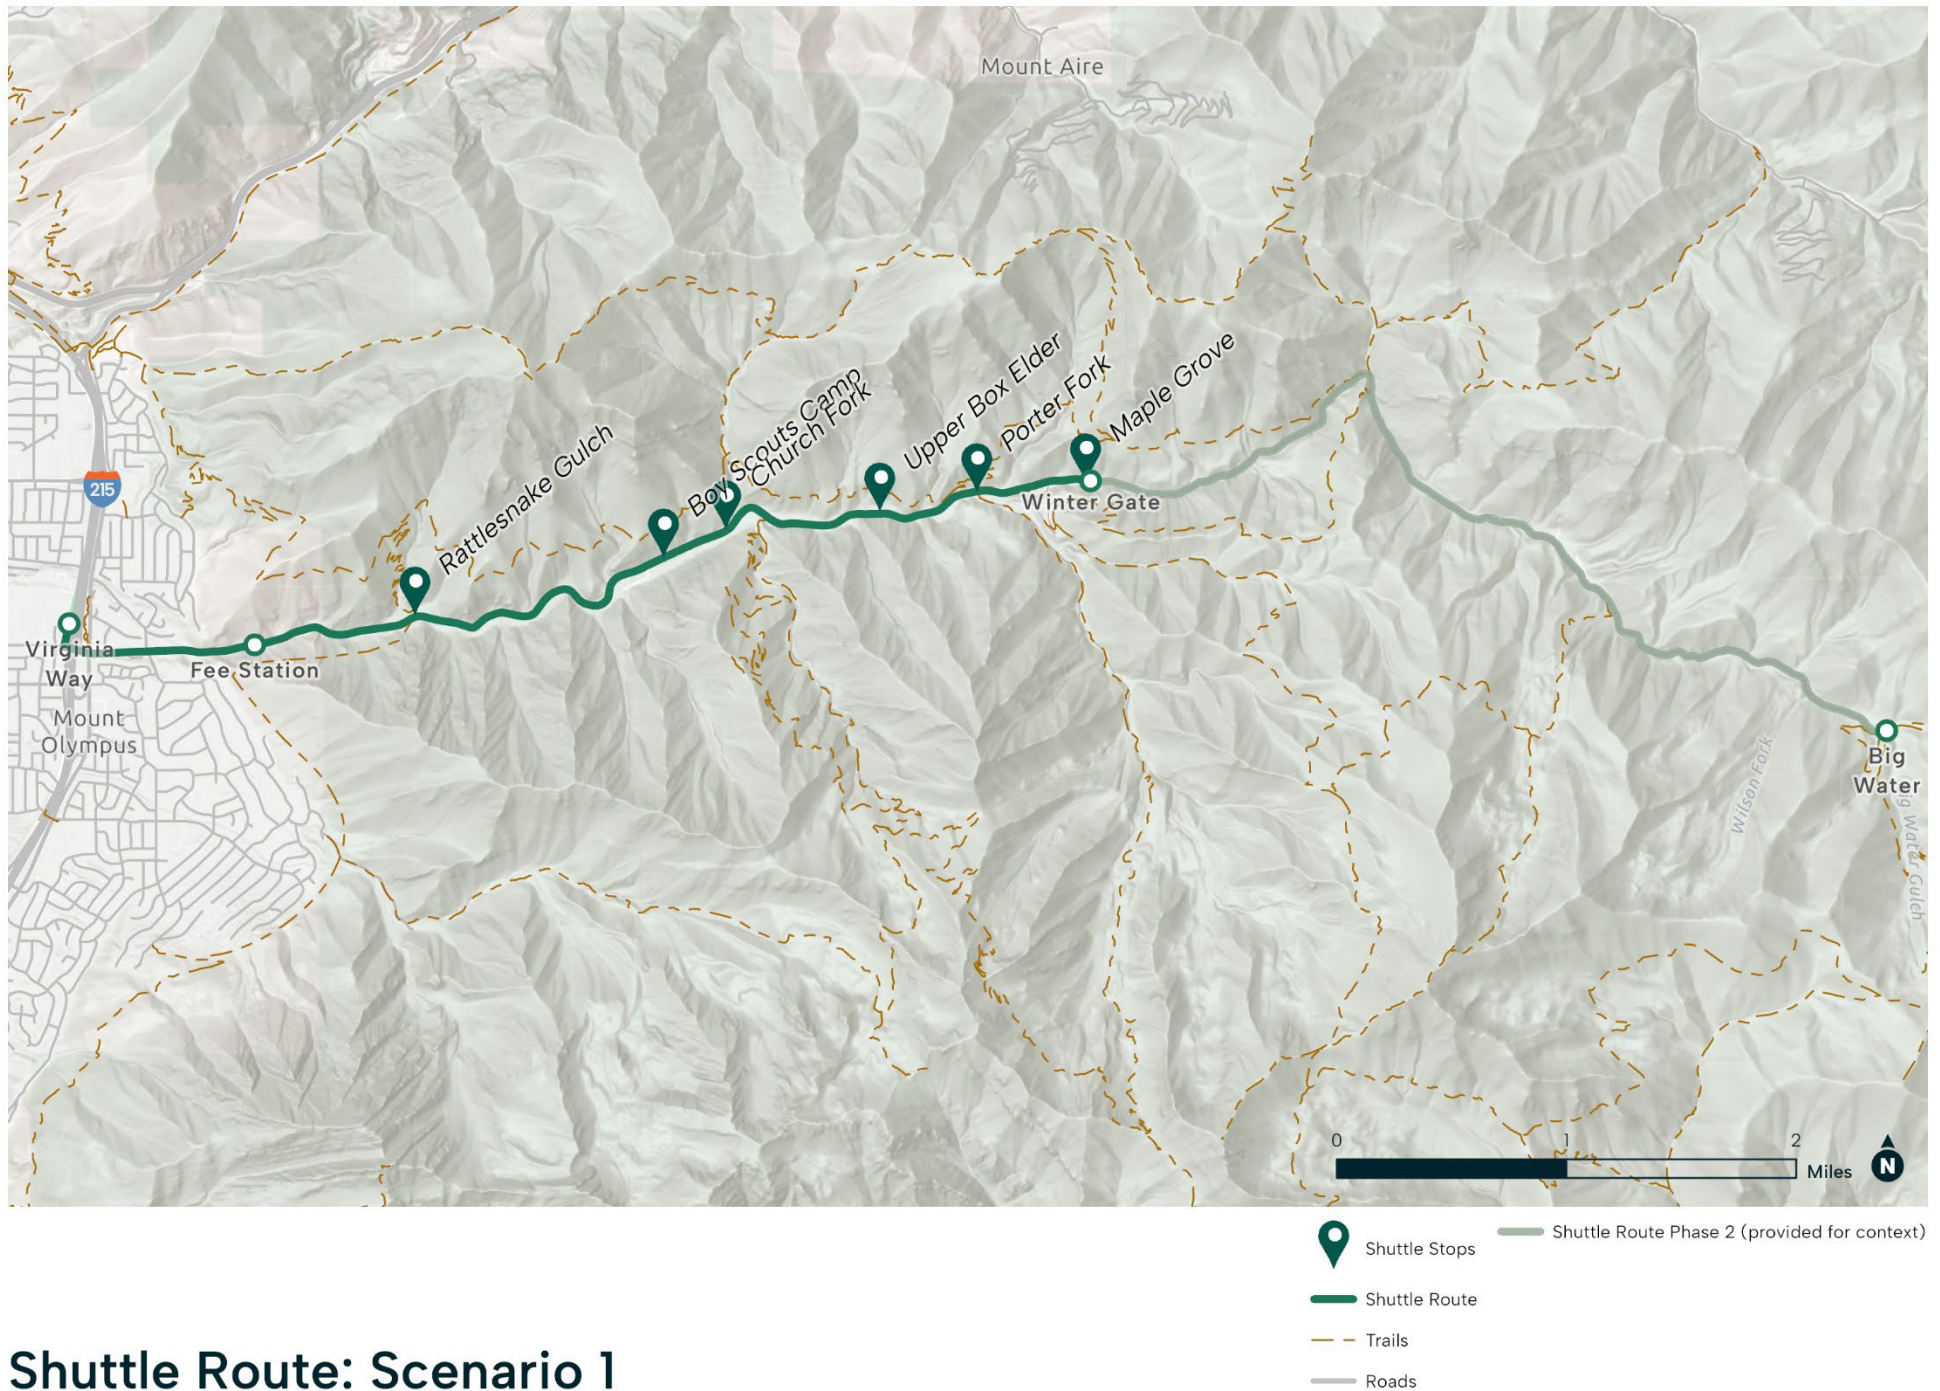 Mount Aire
Maple Grove
Porter Fork
Upper Box Elder
Church Fork
Boy Scouts Camp
Rattlesnake Gulch
215
Winter Gate
Virginia
Way
Fee Station
Mount
Olympus
Big
Water
Wilson Fork
Big Water Gulch
0 1 2
Miles
N
Shuttle Stops
Shuttle Route Phase 2 (provided for context)
Shuttle Route
Trails
Roads
Shuttle Route: Scenario 1